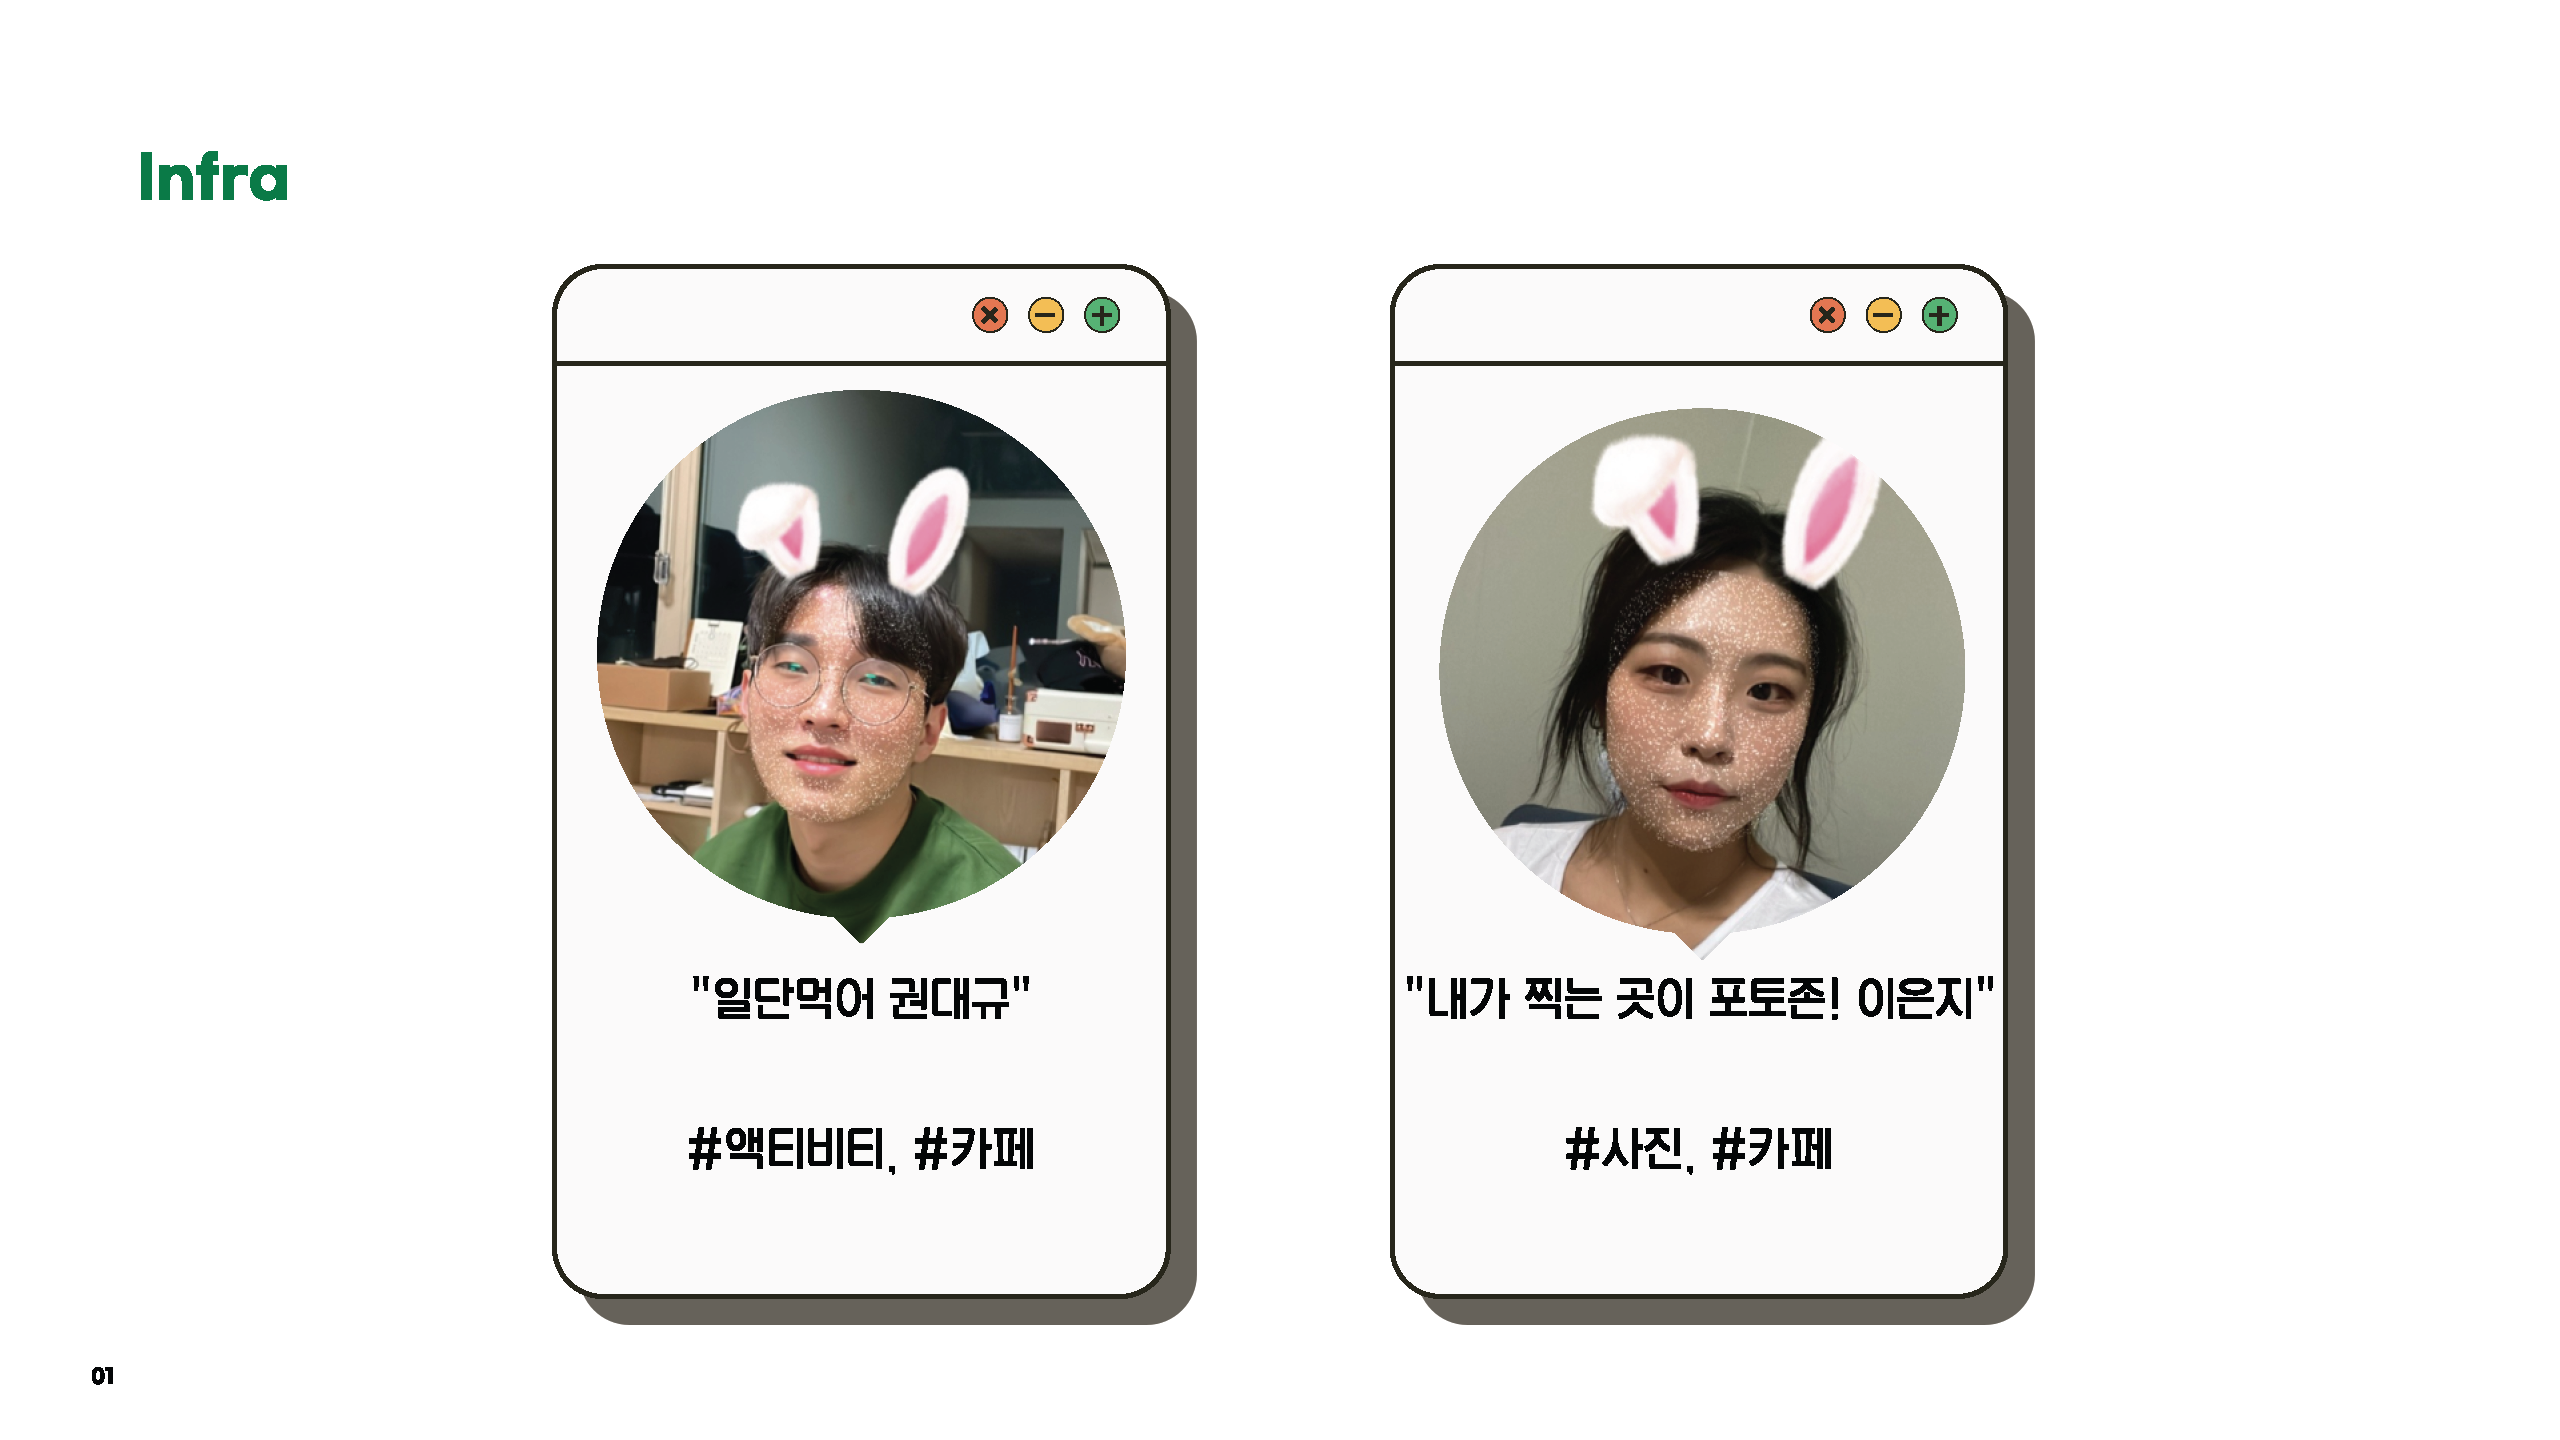 Infra
"일단먹어 권대규"
#액티비티, #카페
"내가 찍는 곳이 포토존! 이은지"
#사진, #카페
01